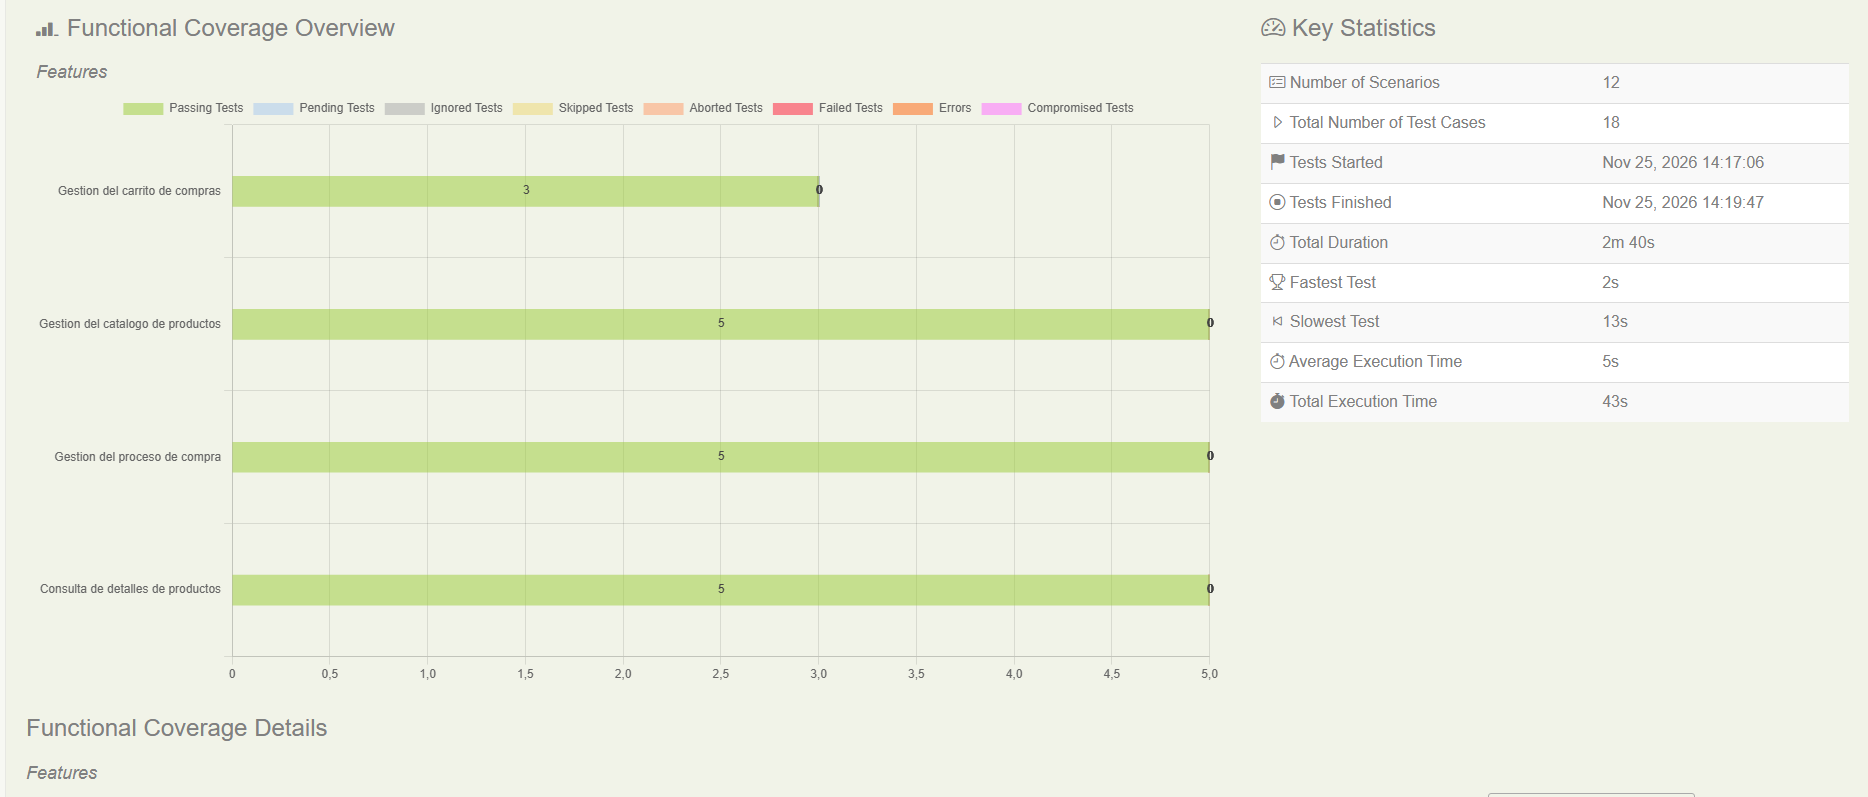 Functional Coverage Overview
Features
Passing Tests Pending Tests Ignored Tests Skipped Tests Aborted Tests Failed Tests Errors Compromised Tests
Gestion del carrito de compras 3 0
Gestion del catalogo de productos 5 0
Gestion del proceso de compra 5 0
Consulta de detalles de productos 5 0
0 0,5 1,0 1,5 2,0 2,5 3,0 3,5 4,0 4,5 5,0
Key Statistics
Number of Scenarios 12
Total Number of Test Cases 18
Tests Started Nov 25, 2026 14:17:06
Tests Finished Nov 25, 2026 14:19:47
Total Duration 2m 40s
Fastest Test 2s
Slowest Test 13s
Average Execution Time 5s
Total Execution Time 43s
Functional Coverage Details
Features